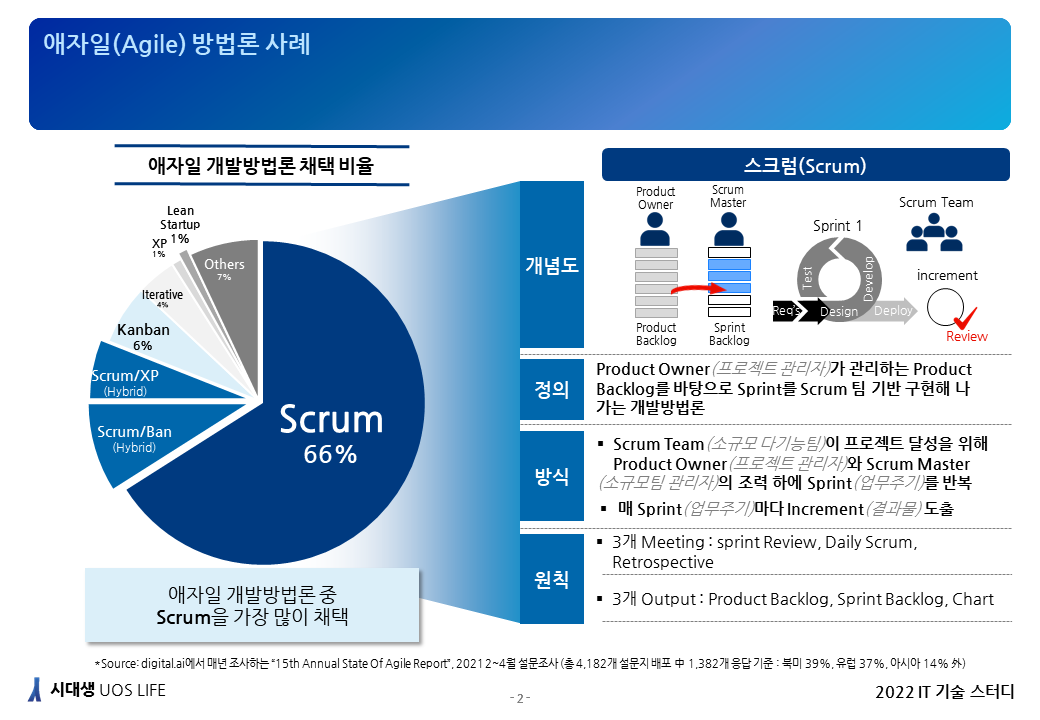 애자일(Agile) 방법론 사례
애자일 개발방법론 채택 비율
Lean
Startup
1%
XP
1%
Others
7%
Iterative
4%
Kanban
6%
Scrum/XP
(Hybrid)
Scrum/Ban
(Hybrid)
Scrum
66%
애자일 개발방법론 중
Scrum을 가장 많이 채택
스크럼(Scrum)
개념도
Product
Owner
Scrum
Master
Product
Backlog
Sprint
Backlog
Sprint 1
Test
Develop
Req's
Design
Deploy
Scrum Team
increment
Review
정의
Product Owner(프로젝트 관리자)가 관리하는 Product
Backlog를 바탕으로 Sprint를 Scrum 팀 기반 구현해 나
가는 개발방법론
방식
▪ Scrum Team(소규모 다기능팀)이 프로젝트 달성을 위해
Product Owner(프로젝트 관리자)와 Scrum Master
(소규모팀 관리자)의 조력 하에 Sprint(업무주기)를 반복
▪ 매 Sprint(업무주기)마다 Increment(결과물) 도출
원칙
▪ 3개 Meeting : sprint Review, Daily Scrum,
Retrospective
▪ 3개 Output : Product Backlog, Sprint Backlog, Chart
*Source: digital.ai에서 매년 조사하는 "15th Annual State Of Agile Report", 2021 2~4월 설문조사 (총 4,182개 설문지 배포 中 1,382개 응답 기준 : 북미 39%, 유럽 37%, 아시아 14% 外)
시대생 UOS LIFE
- 2 -
2022 IT 기술 스터디